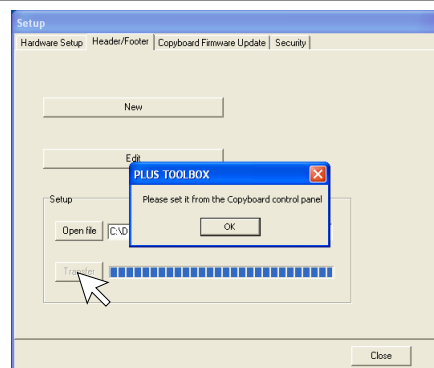 Setup
Hardware Setup Header/Footer Copyboard Firmware Update Security
New
Edit
PLUS TOOLBOX
Please set it from the Copyboard control panel
OK
Setup
Open file C:\D
Transfer
Close